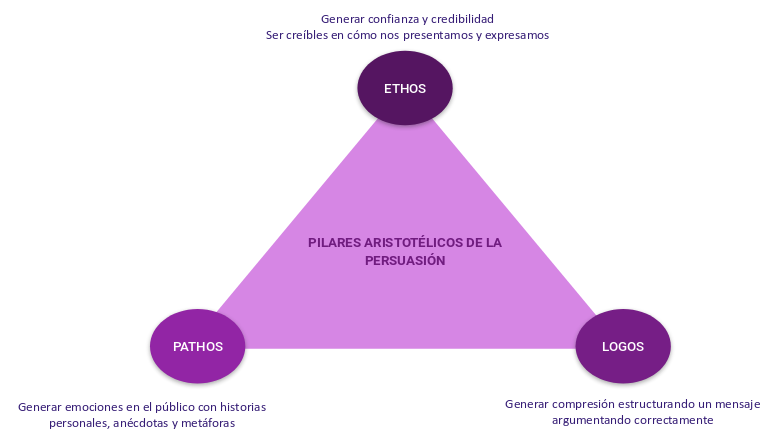 Generar confianza y credibilidad
Ser creíbles en cómo nos presentamos y expresamos
ETHOS
PILARES ARISTOTÉLICOS DE LA
PERSUASIÓN
PATHOS
LOGOS
Generar emociones en el público con historias
personales, anécdotas y metáforas
Generar compresión estructurando un mensaje
argumentando correctamente